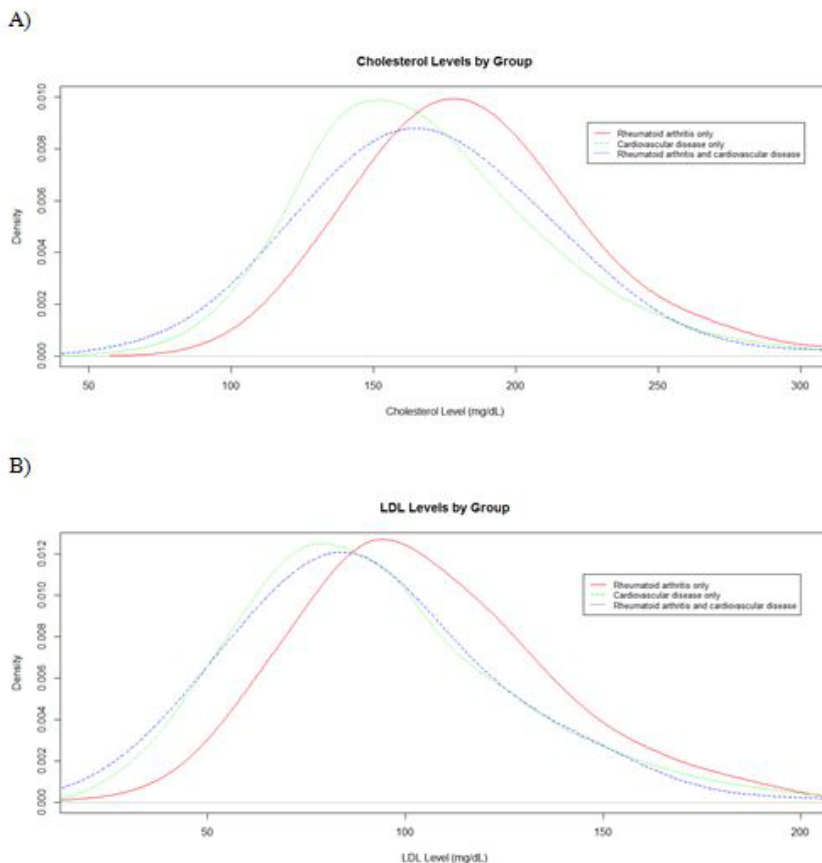 A)
Cholesterol Levels by Group
0.010
0.008
0.006
0.004
0.002
0.000
Density
Rheumatoid arthritis only
Cardiovascular disease only
Rheumatoid arthritis and cardiovascular disease
50 100 150 200 250 300
Cholesterol Level (mg/dL)
B)
LDL Levels by Group
0.012
0.010
0.008
0.006
0.004
0.002
0.000
Density
Rheumatoid arthritis only
Cardiovascular disease only
Rheumatoid arthritis and cardiovascular disease
50 100 150 200
LDL Level (mg/dL)